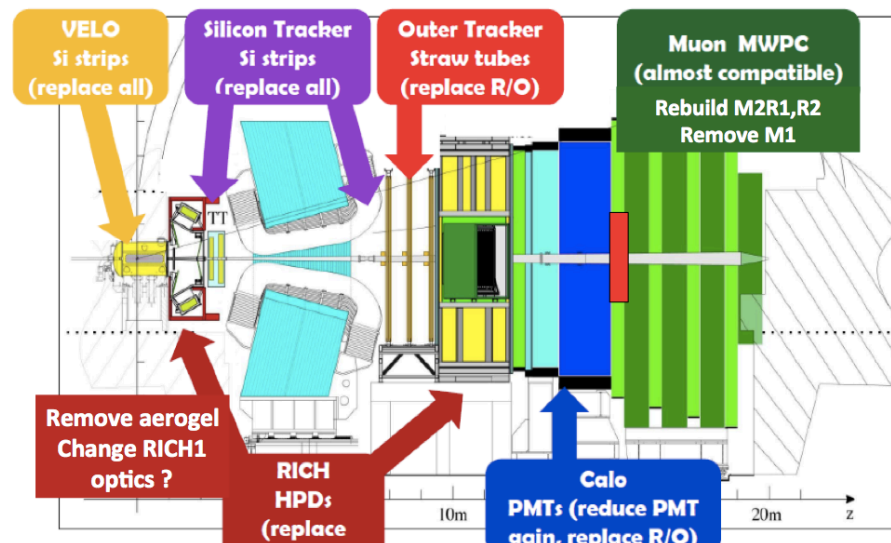 VELO
Si strips
(replace all)
Silicon Tracker
Si strips
(replace all)
Outer Tracker
Straw tubes
(replace R/O)
Muon MWPC
(almost compatible)
Rebuild M2R1,R2
Remove M1
TT
Remove aerogel
Change RICH1
optics ?
RICH
HPDs
(replace
Calo
PMTs (reduce PMT
gain, replace R/O)
10m
20m
z